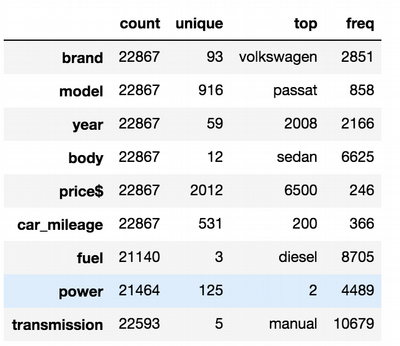 count unique top freq
brand 22867 93 volkswagen 2851
model 22867 916 passat 858
year 22867 59 2008 2166
body 22867 12 sedan 6625
price$ 22867 2012 6500 246
car_mileage 22867 531 200 366
fuel 21140 3 diesel 8705
power 21464 125 2 4489
transmission 22593 5 manual 10679